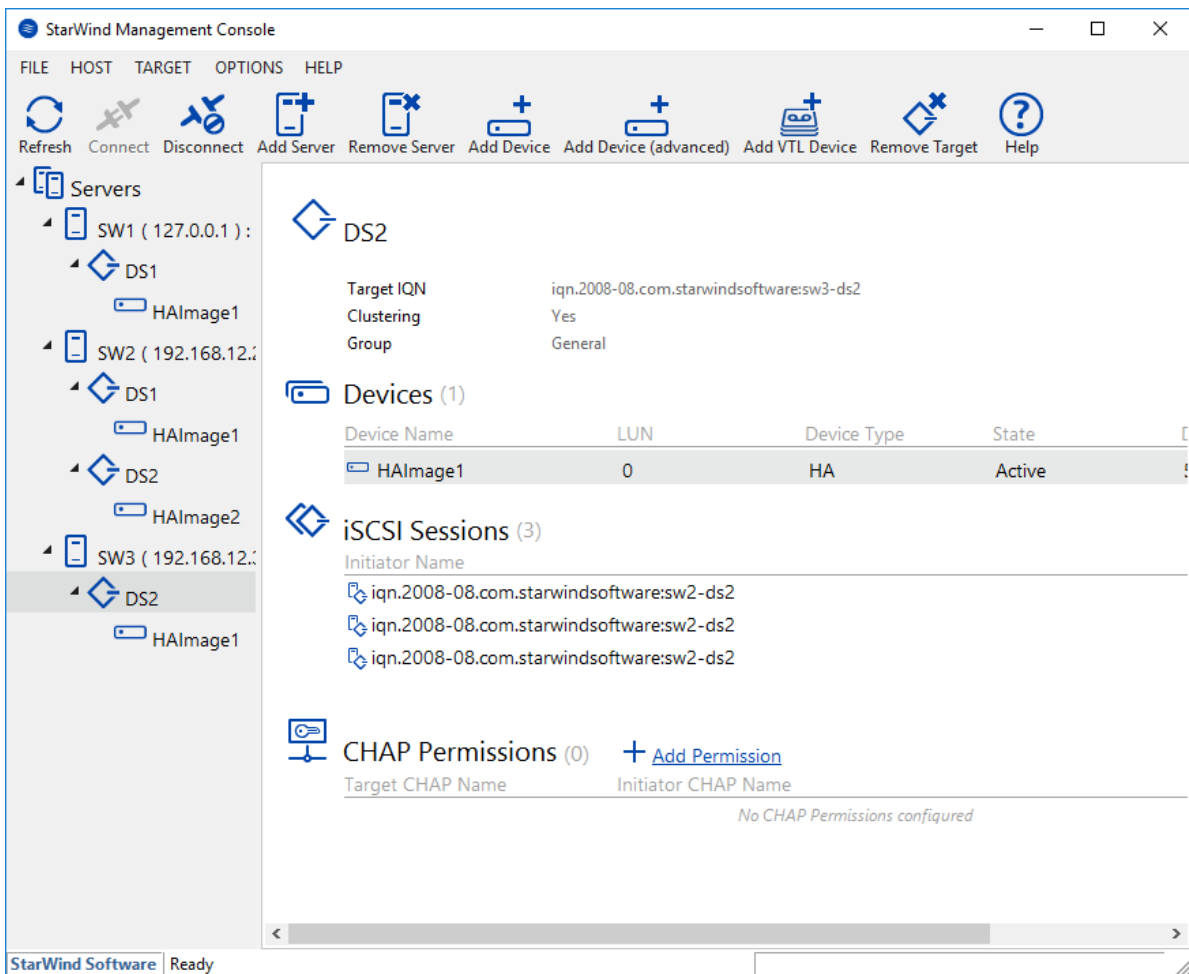 StarWind Management Console
FILE HOST TARGET OPTIONS HELP
Refresh Connect Disconnect Add Server Remove Server Add Device Add Device (advanced) Add VTL Device Remove Target Help
Servers
SW1 ( 127.0.0.1 ) :
DS1
HAImage1
SW2 ( 192.168.12.
DS1
HAImage1
DS2
HAImage2
SW3 ( 192.168.12.
DS2
HAImage1
DS2
Target IQN iqn.2008-08.com.starwindsoftware:sw3-ds2
Clustering Yes
Group General
Devices (1)
Device Name LUN Device Type State
HAImage1 0 HA Active
iSCSI Sessions (3)
Initiator Name
iqn.2008-08.com.starwindsoftware:sw2-ds2
iqn.2008-08.com.starwindsoftware:sw2-ds2
iqn.2008-08.com.starwindsoftware:sw2-ds2
CHAP Permissions (0) + Add Permission
Target CHAP Name Initiator CHAP Name
No CHAP Permissions configured
StarWind Software Ready